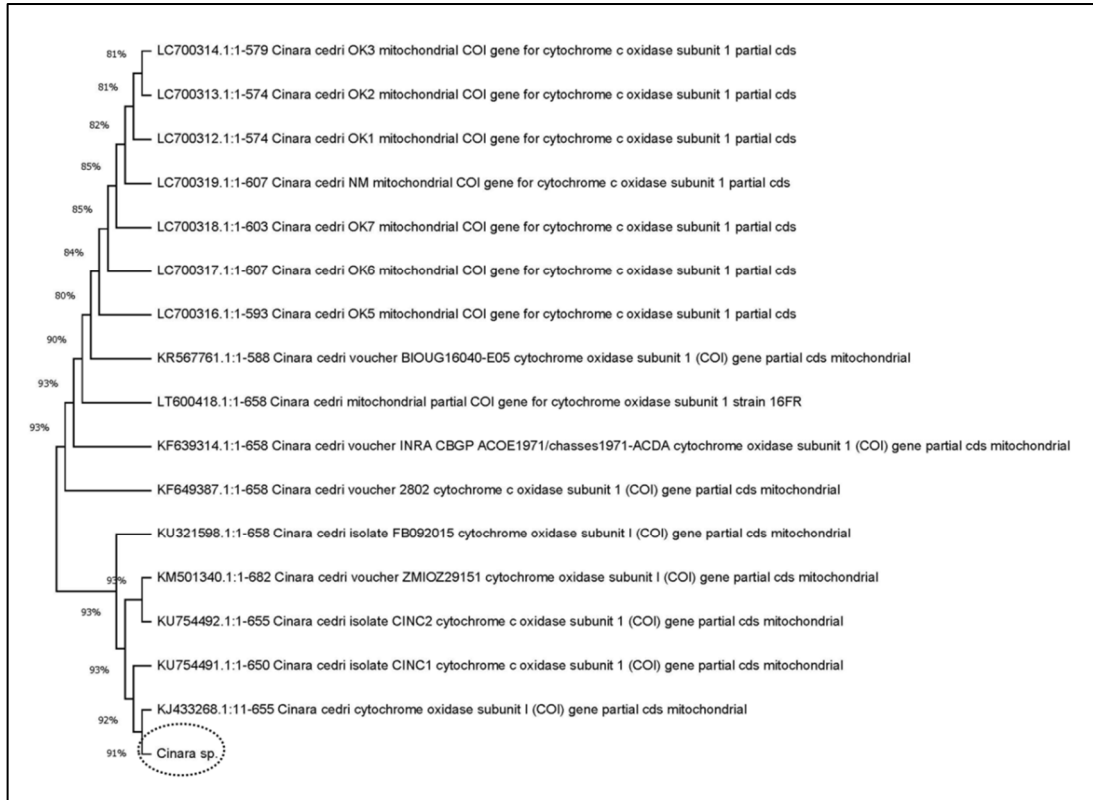 81%
LC700314.1:1-579 Cinara cedri OK3 mitochondrial COI gene for cytochrome c oxidase subunit 1 partial cds
81%
LC700313.1:1-574 Cinara cedri OK2 mitochondrial COI gene for cytochrome c oxidase subunit 1 partial cds
82%
LC700312.1:1-574 Cinara cedri OK1 mitochondrial COI gene for cytochrome c oxidase subunit 1 partial cds
85%
LC700319.1:1-607 Cinara cedri NM mitochondrial COI gene for cytochrome c oxidase subunit 1 partial cds
85%
LC700318.1:1-603 Cinara cedri OK7 mitochondrial COI gene for cytochrome c oxidase subunit 1 partial cds
84%
LC700317.1:1-607 Cinara cedri OK6 mitochondrial COI gene for cytochrome c oxidase subunit 1 partial cds
80%
LC700316.1:1-593 Cinara cedri OK5 mitochondrial COI gene for cytochrome c oxidase subunit 1 partial cds
90%
KR567761.1:1-588 Cinara cedri voucher BIOUG16040-E05 cytochrome oxidase subunit 1 (COI) gene partial cds mitochondrial
93%
LT600418.1:1-658 Cinara cedri mitochondrial partial COI gene for cytochrome oxidase subunit 1 strain 16FR
93%
KF639314.1:1-658 Cinara cedri voucher INRA CBGP ACOE1971/chasses1971-ACDA cytochrome oxidase subunit 1 (COI) gene partial cds mitochondrial
KF649387.1:1-658 Cinara cedri voucher 2802 cytochrome c oxidase subunit 1 (COI) gene partial cds mitochondrial
KU321598.1:1-658 Cinara cedri isolate FB092015 cytochrome oxidase subunit I (COI) gene partial cds mitochondrial
93%
KM501340.1:1-682 Cinara cedri voucher ZMIOZ29151 cytochrome oxidase subunit I (COI) gene partial cds mitochondrial
93%
KU754492.1:1-655 Cinara cedri isolate CINC2 cytochrome c oxidase subunit 1 (COI) gene partial cds mitochondrial
93%
KU754491.1:1-650 Cinara cedri isolate CINC1 cytochrome c oxidase subunit 1 (COI) gene partial cds mitochondrial
92%
KJ433268.1:11-655 Cinara cedri cytochrome oxidase subunit I (COI) gene partial cds mitochondrial
91%
Cinara sp.